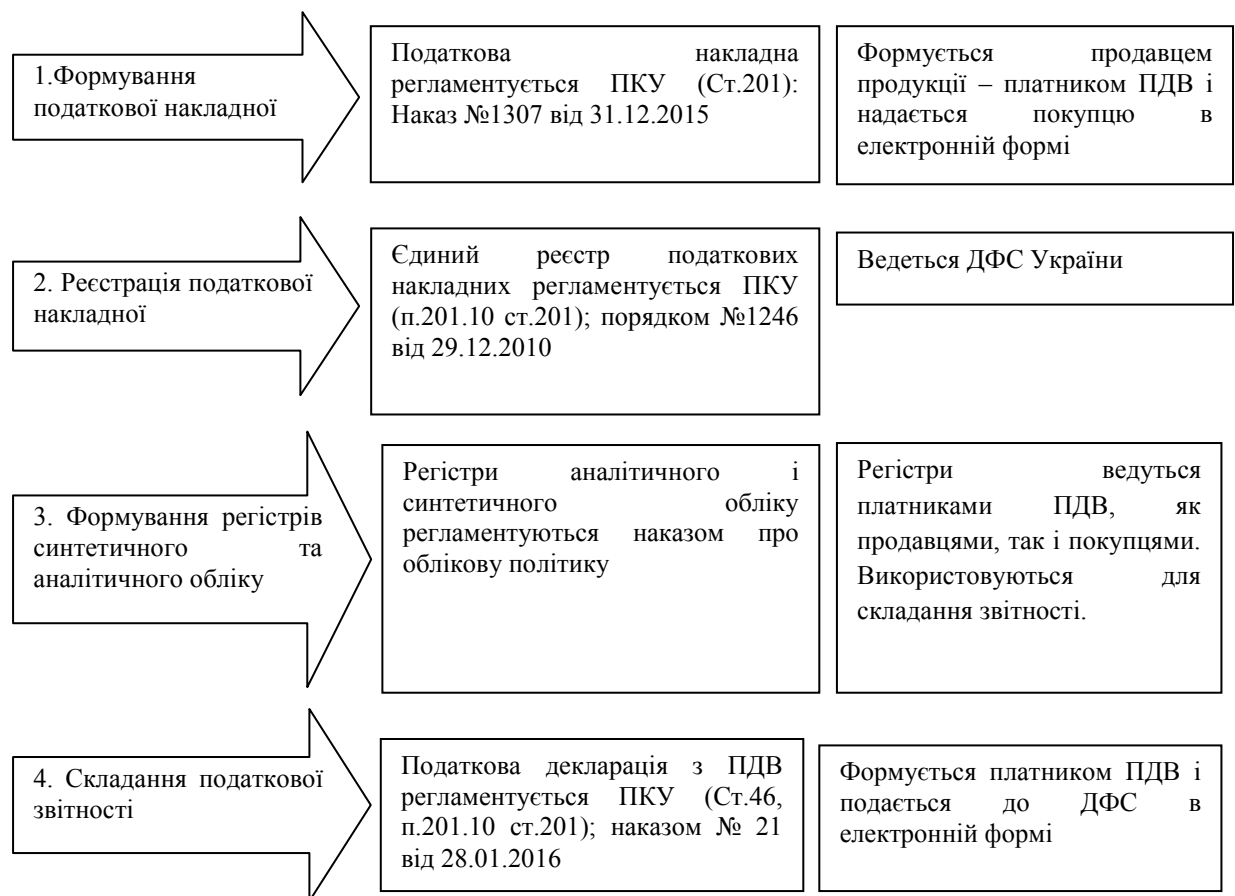 1.Формування
податкової накладної
Податкова накладна
регламентується ПКУ (Ст.201):
Наказ №1307 від 31.12.2015
Формується продавцем
продукції – платником ПДВ і
надається покупцю в
електронній формі
2. Реєстрація податкової
накладної
Єдиний реєстр податкових
накладних регламентується ПКУ
(п.201.10 ст.201); порядком №1246
від 29.12.2010
Ведеться ДФС України
3. Формування регістрів
синтетичного та
аналітичного обліку
Регістри аналітичного і
синтетичного обліку
регламентуються наказом про
облікову політику
Регістри ведуться
платниками ПДВ, як
продавцями, так і покупцями.
Використовуються для
складання звітності.
4. Складання податкової
звітності
Податкова декларація з ПДВ
регламентується ПКУ (Ст.46,
п.201.10 ст.201); наказом № 21
від 28.01.2016
Формується платником ПДВ і
подається до ДФС в
електронній формі